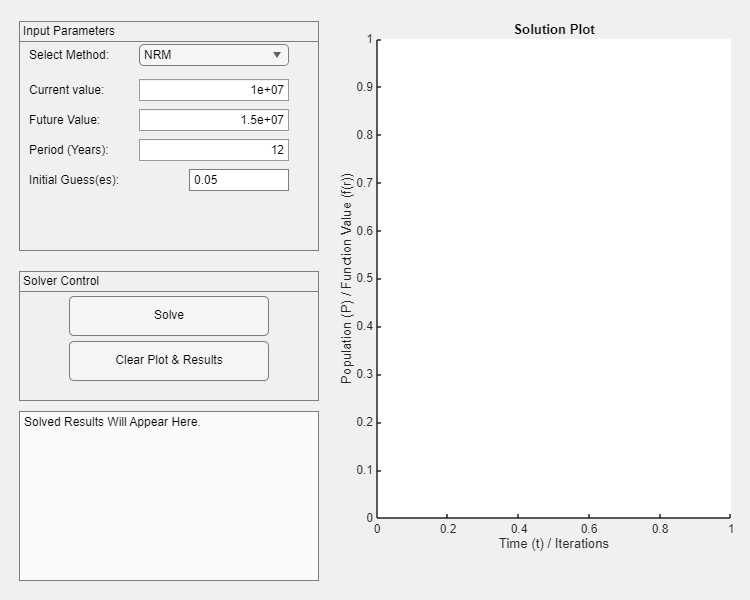 Input Parameters
Select Method: NRM
Current value: 1e+07
Future Value: 1.5e+07
Period (Years): 12
Initial Guess(es): 0.05
Solver Control
Solve
Clear Plot & Results
Solved Results Will Appear Here.
Solution Plot
Population (P) / Function Value (f(r))
1
0.9
0.8
0.7
0.6
0.5
0.4
0.3
0.2
0.1
0
0 0.2 0.4 0.6 0.8 1
Time (t) / Iterations